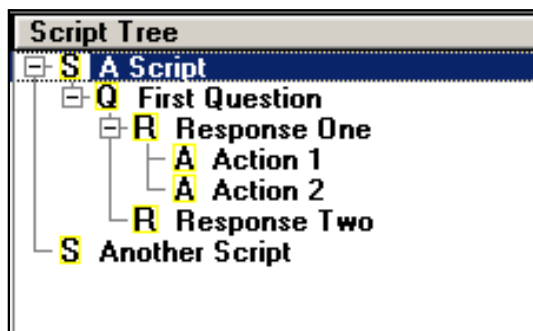 Script Tree
S A Script
Q First Question
R Response One
A Action 1
A Action 2
R Response Two
S Another Script